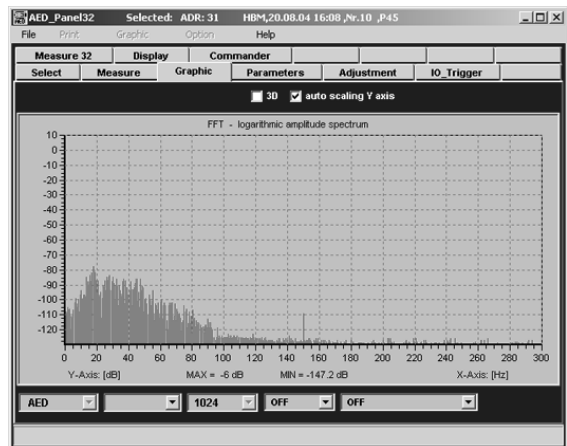 AED_Panel32 Selected: ADR: 31 HBM,20.08.04 16:08 ,Nr.10 ,P45
File Print Graphic Option Help
Measure 32 Display Commander
Select Measure Graphic Parameters Adjustment IO_Trigger
3D auto scaling Y axis
FFT - logarithmic amplitude spectrum
10
0
-10
-20
-30
-40
-50
-60
-70
-80
-90
-100
-110
-120
0 20 40 60 80 100 120 140 160 180 200 220 240 260 280 300
Y-Axis: [dB] MAX = -6 dB MIN = -147.2 dB X-Axis: [Hz]
AED 1024 OFF OFF